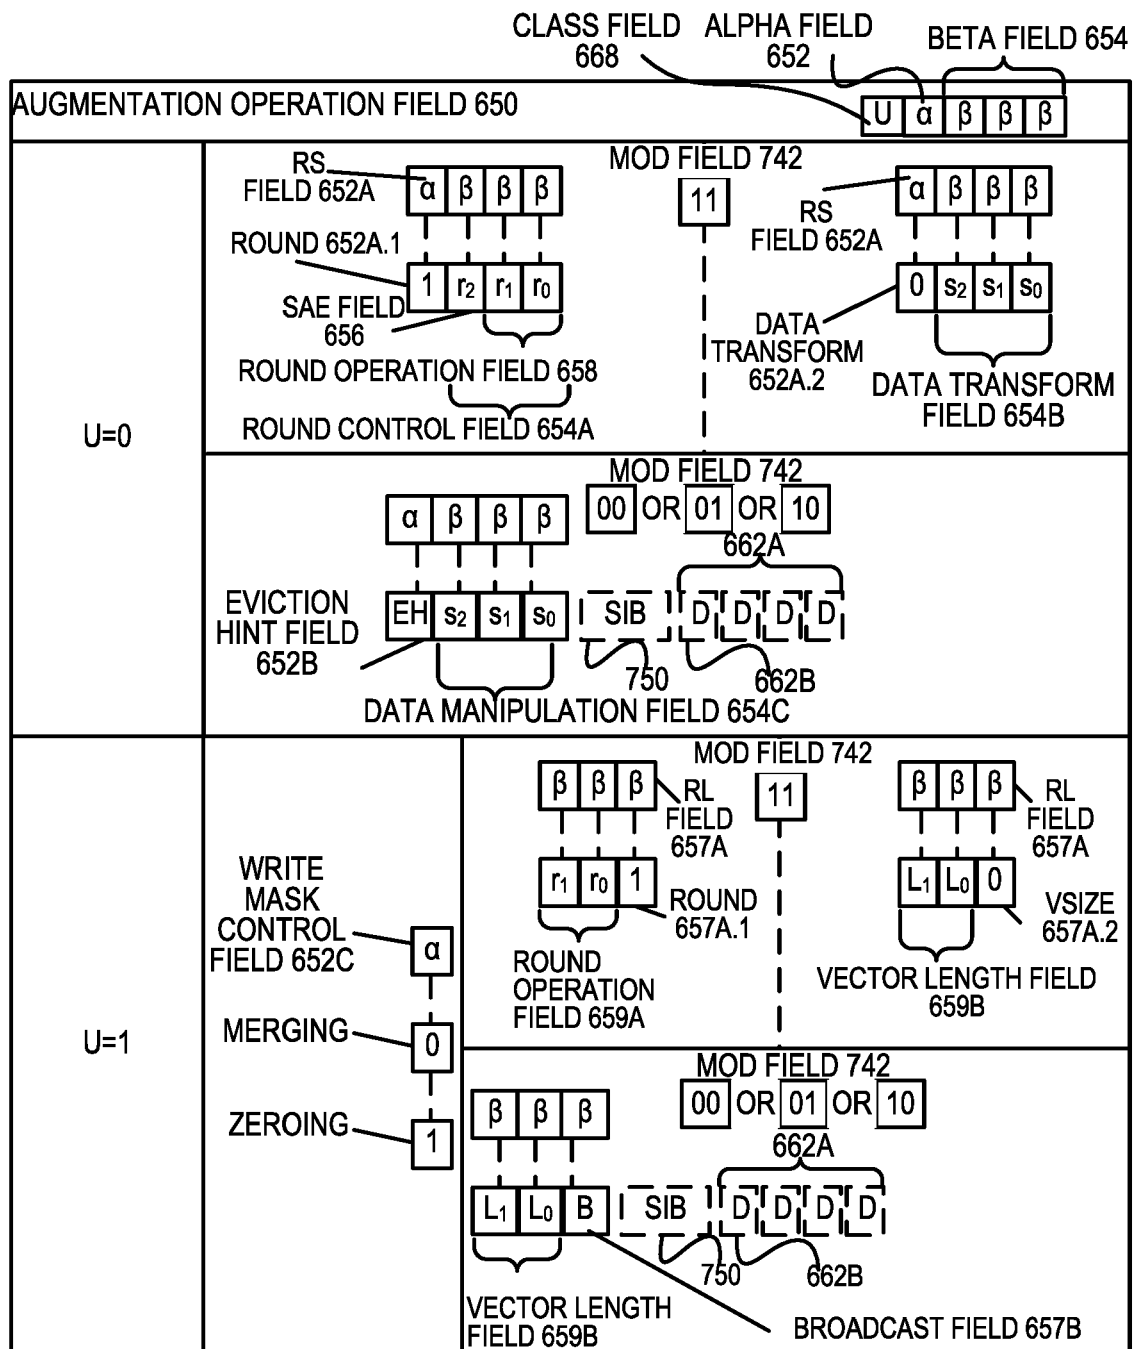 CLASS FIELD
668
ALPHA FIELD
652
BETA FIELD 654
AUGMENTATION OPERATION FIELD 650
U α β β β
U=0
RS
FIELD 652A
α β β β
ROUND 652A.1
1 r2 r1 r0
SAE FIELD
656
ROUND OPERATION FIELD 658
ROUND CONTROL FIELD 654A
MOD FIELD 742
11
α β β β
RS
FIELD 652A
0 s2 s1 s0
DATA
TRANSFORM
652A.2
DATA TRANSFORM
FIELD 654B
MOD FIELD 742
00 OR 01 OR 10
α β β β
662A
EVICTION
HINT FIELD
652B
EH s2 s1 s0
SIB
D D D D
750
662B
DATA MANIPULATION FIELD 654C
U=1
WRITE
MASK
CONTROL
FIELD 652C
α
MERGING
0
ZEROING
1
MOD FIELD 742
11
β β β
RL
FIELD
657A
r1 r0 1
ROUND
657A.1
ROUND
OPERATION
FIELD 659A
β β β
RL
FIELD
657A
L1 L0 0
VSIZE
657A.2
VECTOR LENGTH FIELD
659B
MOD FIELD 742
00 OR 01 OR 10
β β β
662A
L1 L0 B
SIB
D D D D
750
662B
VECTOR LENGTH
FIELD 659B
BROADCAST FIELD 657B